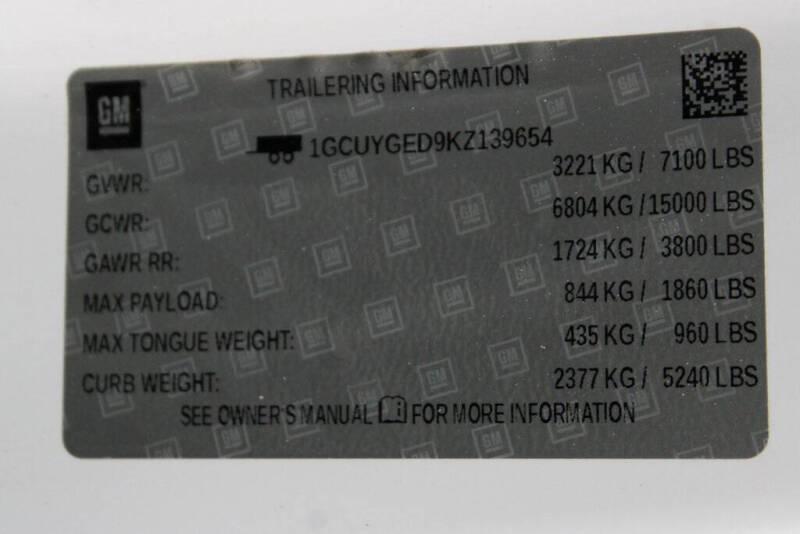 GM
TRAILERING INFORMATION
1GCUYGED9KZ139654
GVWR: 3221 KG / 7100 LBS
GCWR: 6804 KG /15000 LBS
GAWR RR: 1724 KG / 3800 LBS
MAX PAYLOAD: 844 KG / 1860 LBS
MAX TONGUE WEIGHT: 435 KG / 960 LBS
CURB WEIGHT: 2377 KG / 5240 LBS
SEE OWNER'S MANUAL FOR MORE INFORMATION